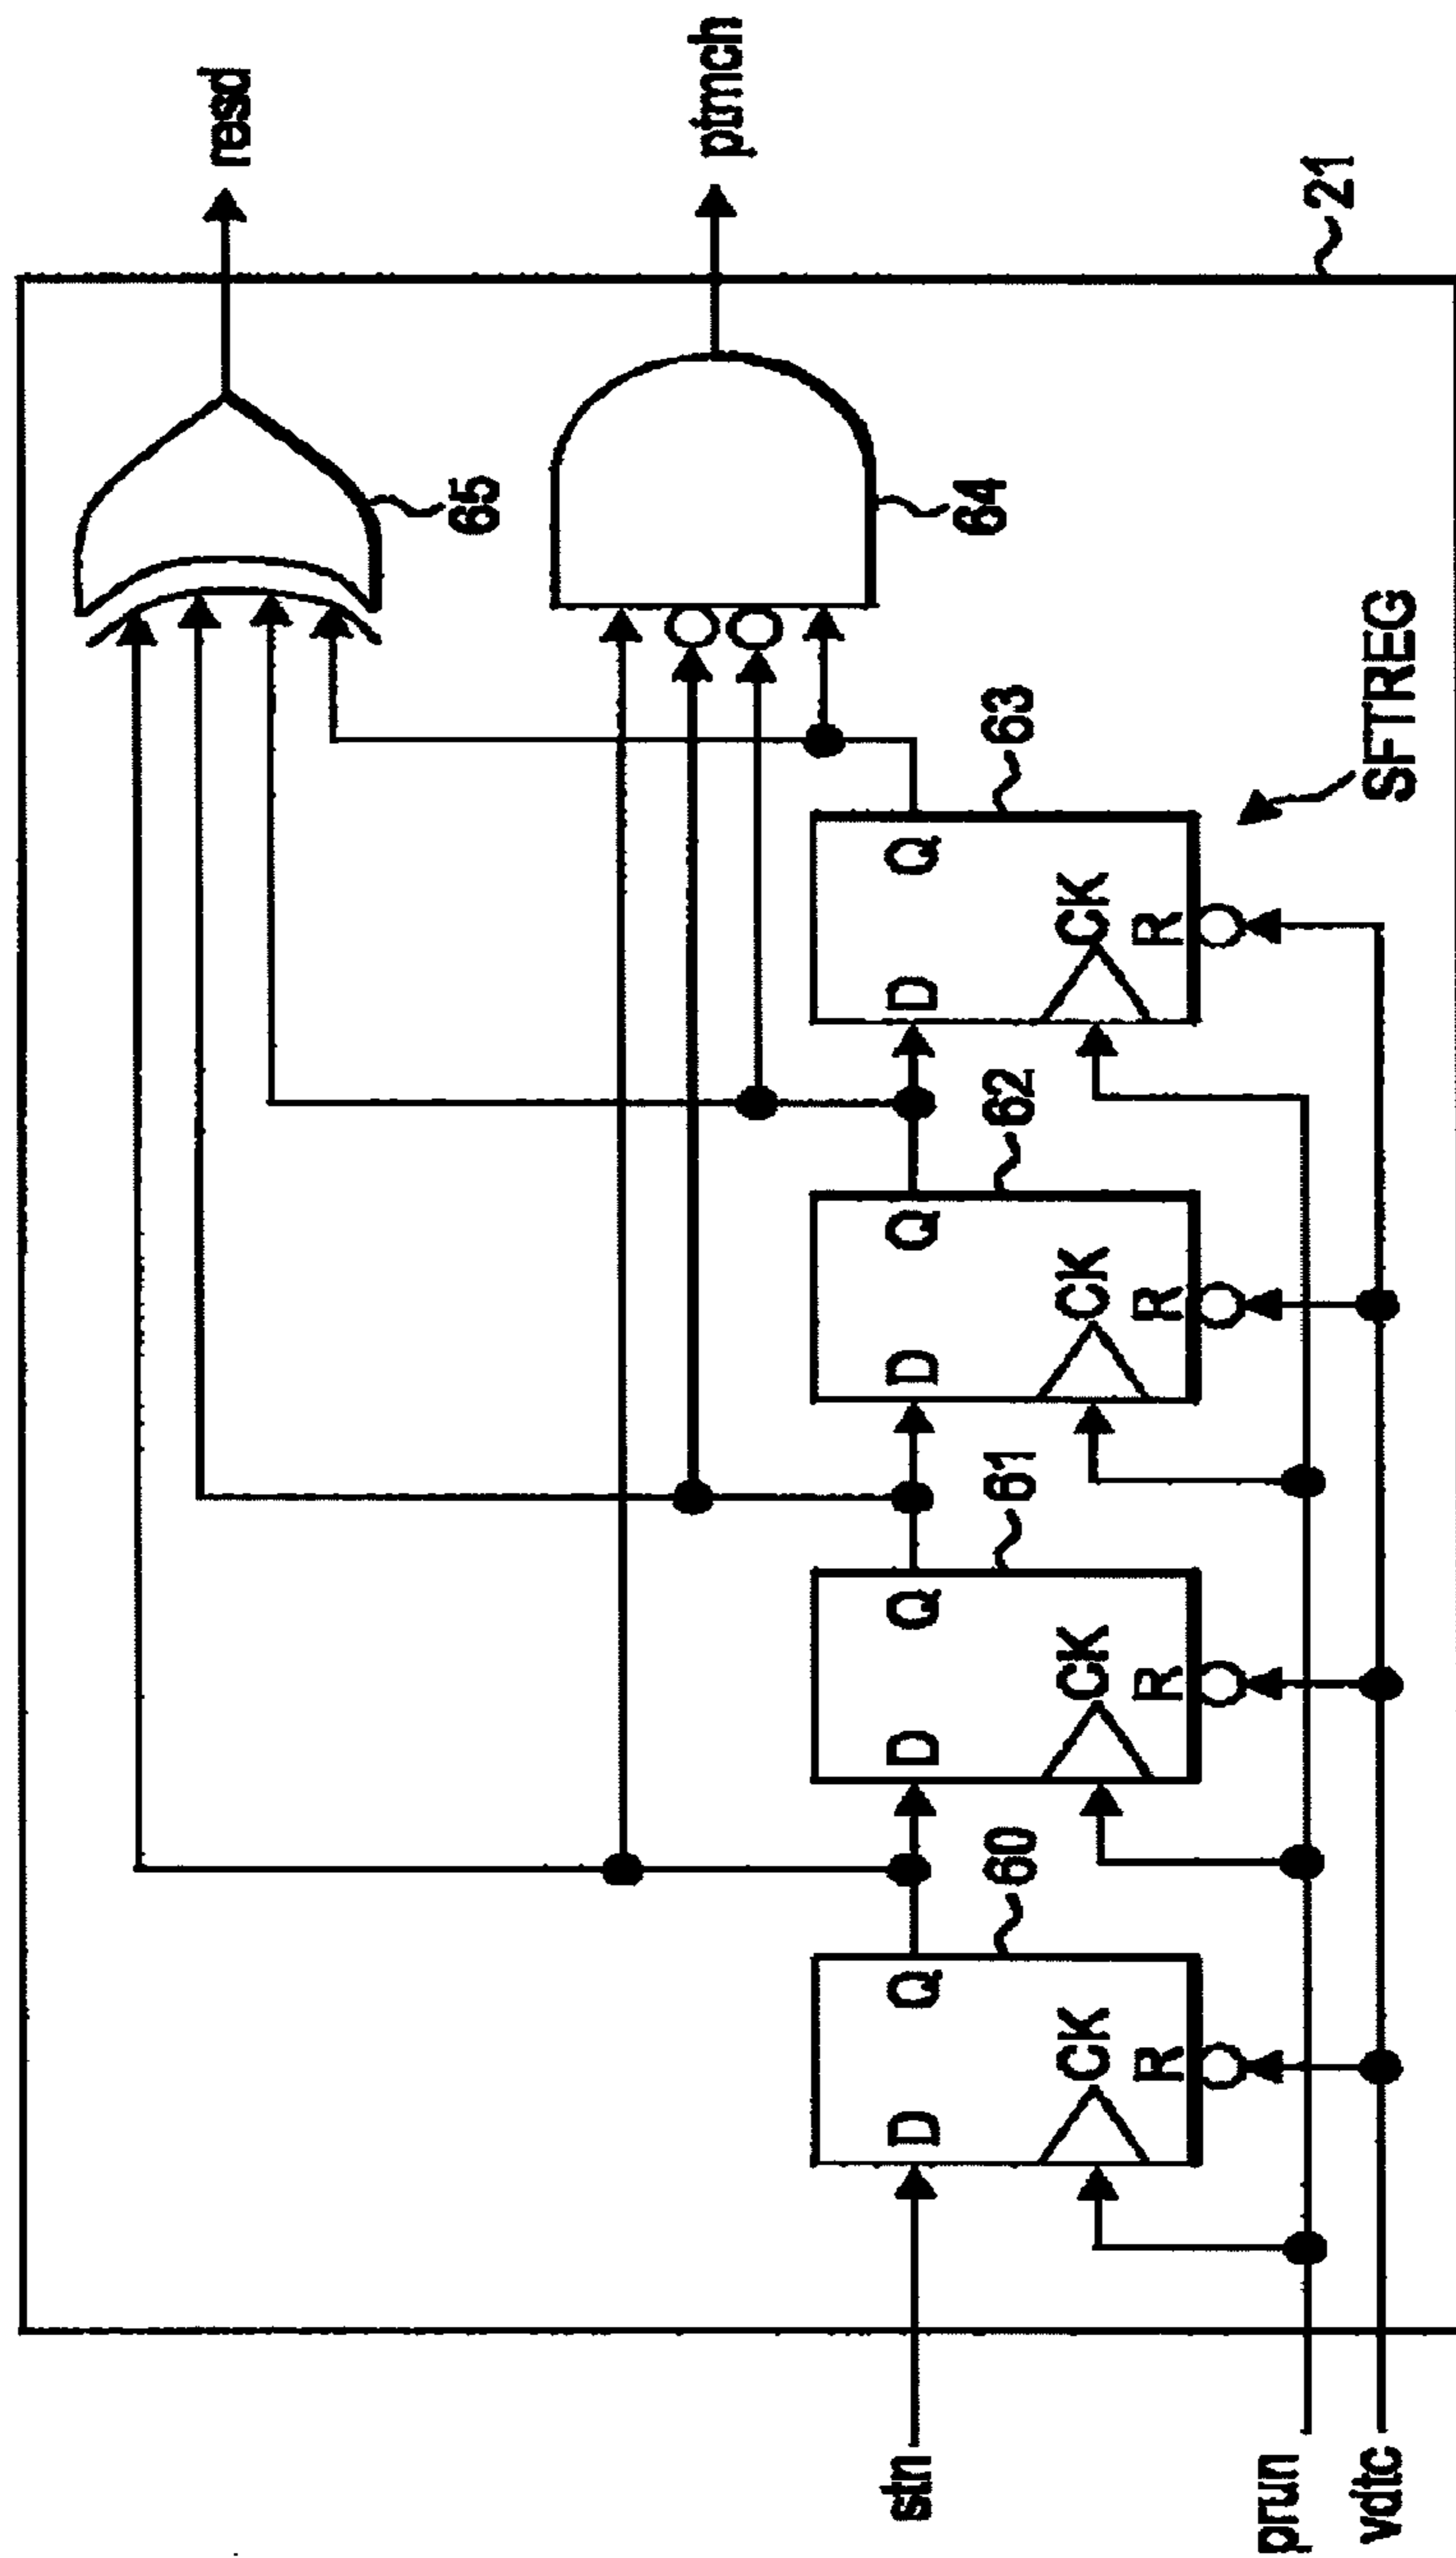 resd
65
ptmch
64
21
stn
D
Q
CK
R
60
D
Q
CK
R
61
D
Q
CK
R
62
D
Q
CK
R
63
SFTREG
prun
vdtc